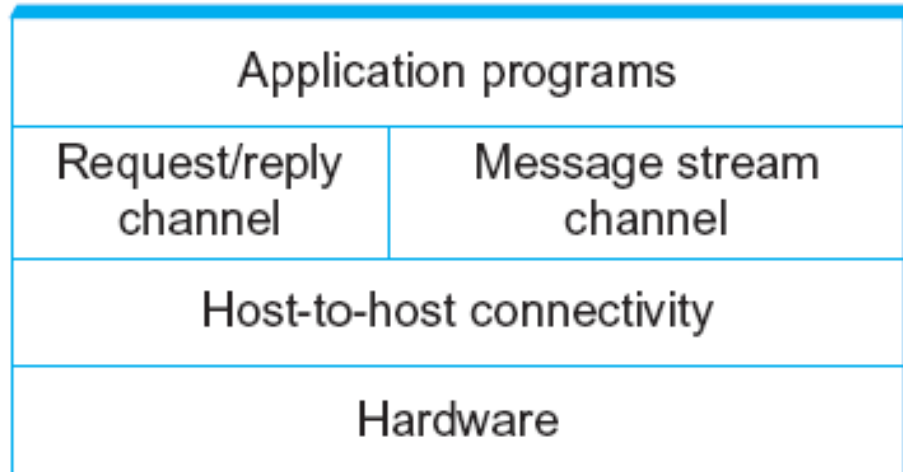 Application programs
Request/reply
channel
Message stream
channel
Host-to-host connectivity
Hardware